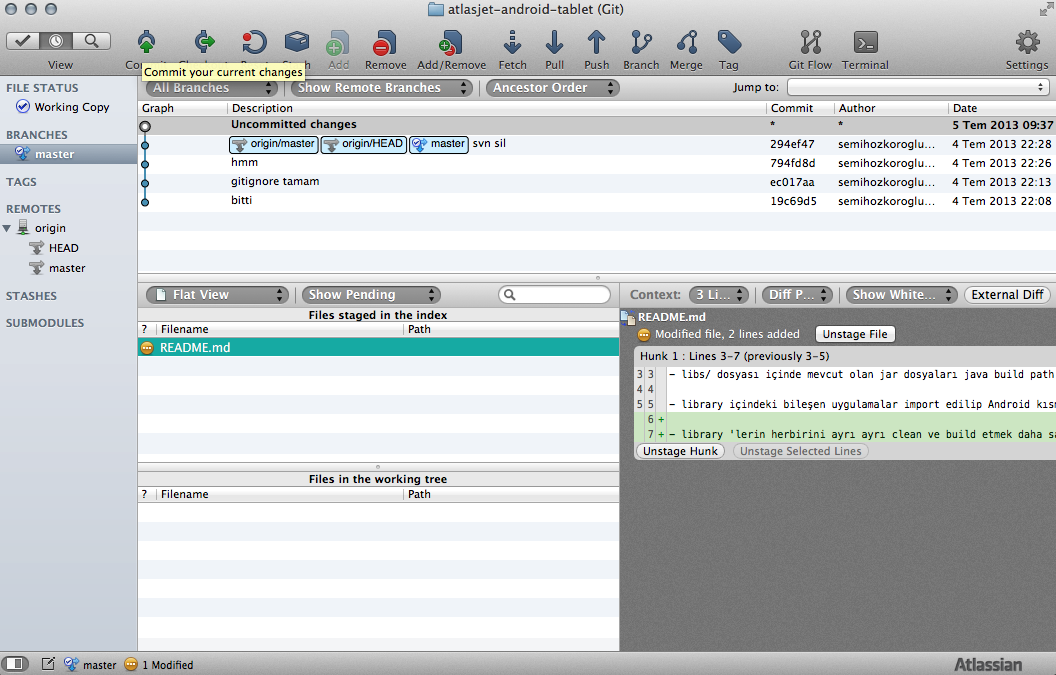 atlasjet-android-tablet (Git)
View
Add
Remove
Add/Remove
Fetch
Pull
Push
Branch
Merge
Tag
Git Flow
Terminal
Settings
Commit your current changes
FILE STATUS
Working Copy
BRANCHES
master
TAGS
REMOTES
origin
HEAD
master
STASHES
SUBMODULES
All Branches
Show Remote Branches
Ancestor Order
Jump to:
Graph Description Commit Author Date
Uncommitted changes * * 5 Tem 2013 09:37
origin/master origin/HEAD master svn sil 294ef47 semihozkoroglu... 4 Tem 2013 22:28
hmm 794fd8d semihozkoroglu... 4 Tem 2013 22:26
gitignore tamam ec017aa semihozkoroglu... 4 Tem 2013 22:13
bitti 19c69d5 semihozkoroglu... 4 Tem 2013 22:08
Flat View
Show Pending
Files staged in the index
? Filename Path
README.md
Files in the working tree
? Filename Path
Context: 3 Li... Diff P... Show White... External Diff
README.md
Modified file, 2 lines added Unstage File
Hunk 1 : Lines 3-7 (previously 3-5)
3 3 - libs/ dosyası içinde mevcut olan jar dosyaları java build path
4 4
5 5 - library içindeki bileşen uygulamalar import edilip Android
6 +
7 + - library 'lerin herbirini ayrı ayrı clean ve build etmek daha
Unstage Hunk Unstage Selected Lines
master 1 Modified
Atlassian